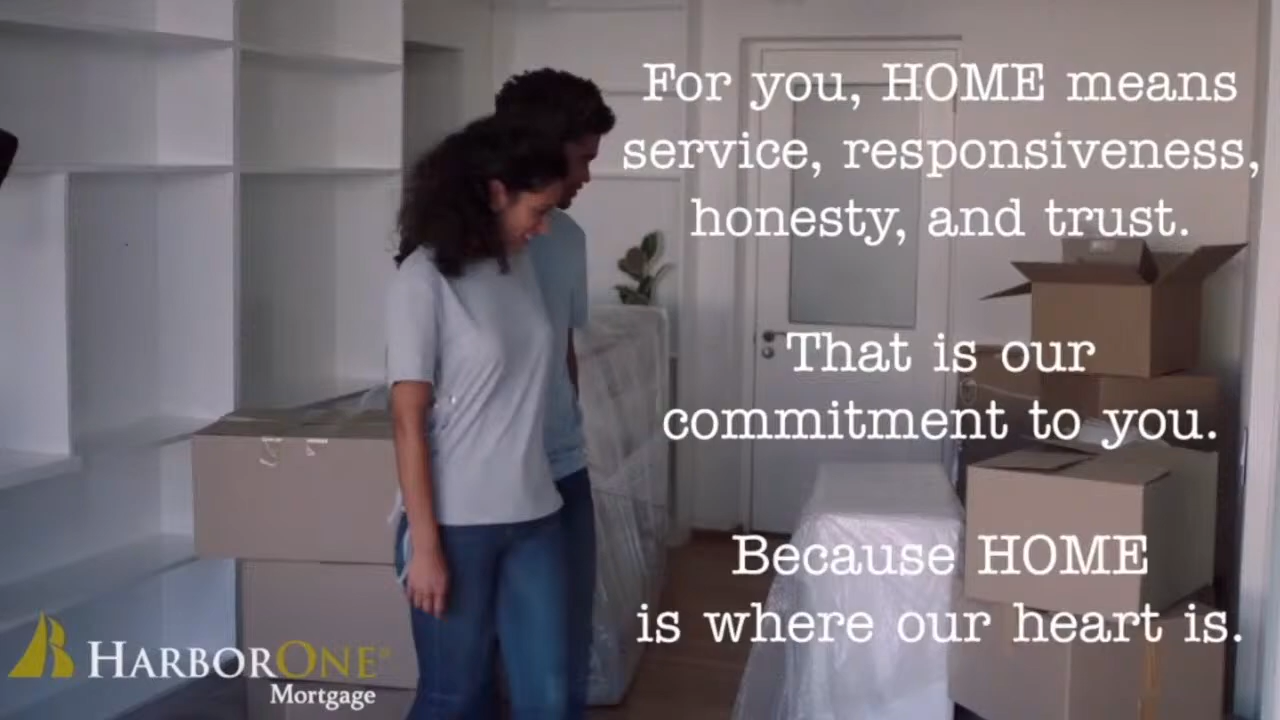 For you, HOME means
service, responsiveness,
honesty, and trust.
That is our
commitment to you.
Because HOME
is where our heart is.
HARBORONE®
Mortgage